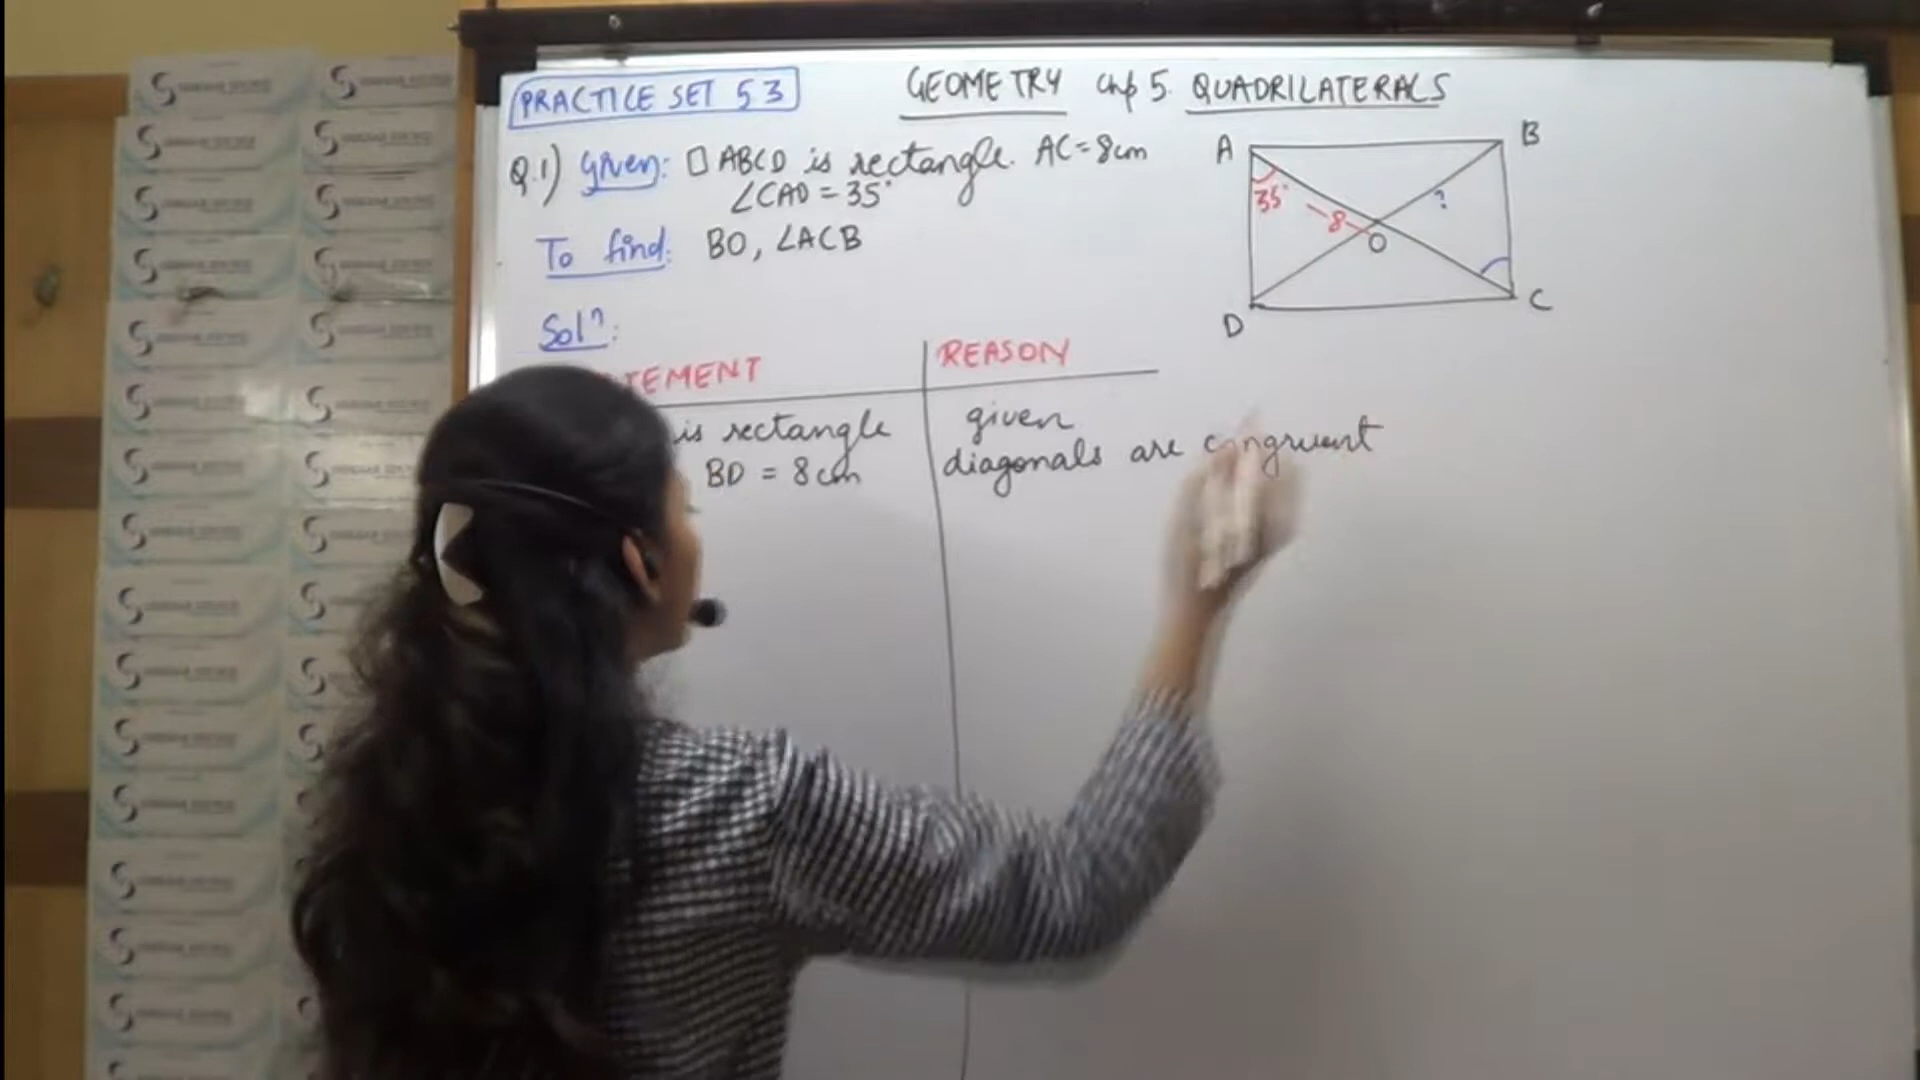 PRACTICE SET 5 3
GEOMETRY Chp 5. QUADRILATERALS
Q.1) Given: □ ABCD is rectangle. AC = 8cm
∠CAD = 35°
To find: BO, ∠ACB
Solⁿ:
A
B
35°
8
?
O
D
C
TEMENT
REASON
is rectangle
given
BD = 8cm
diagonals are congruent